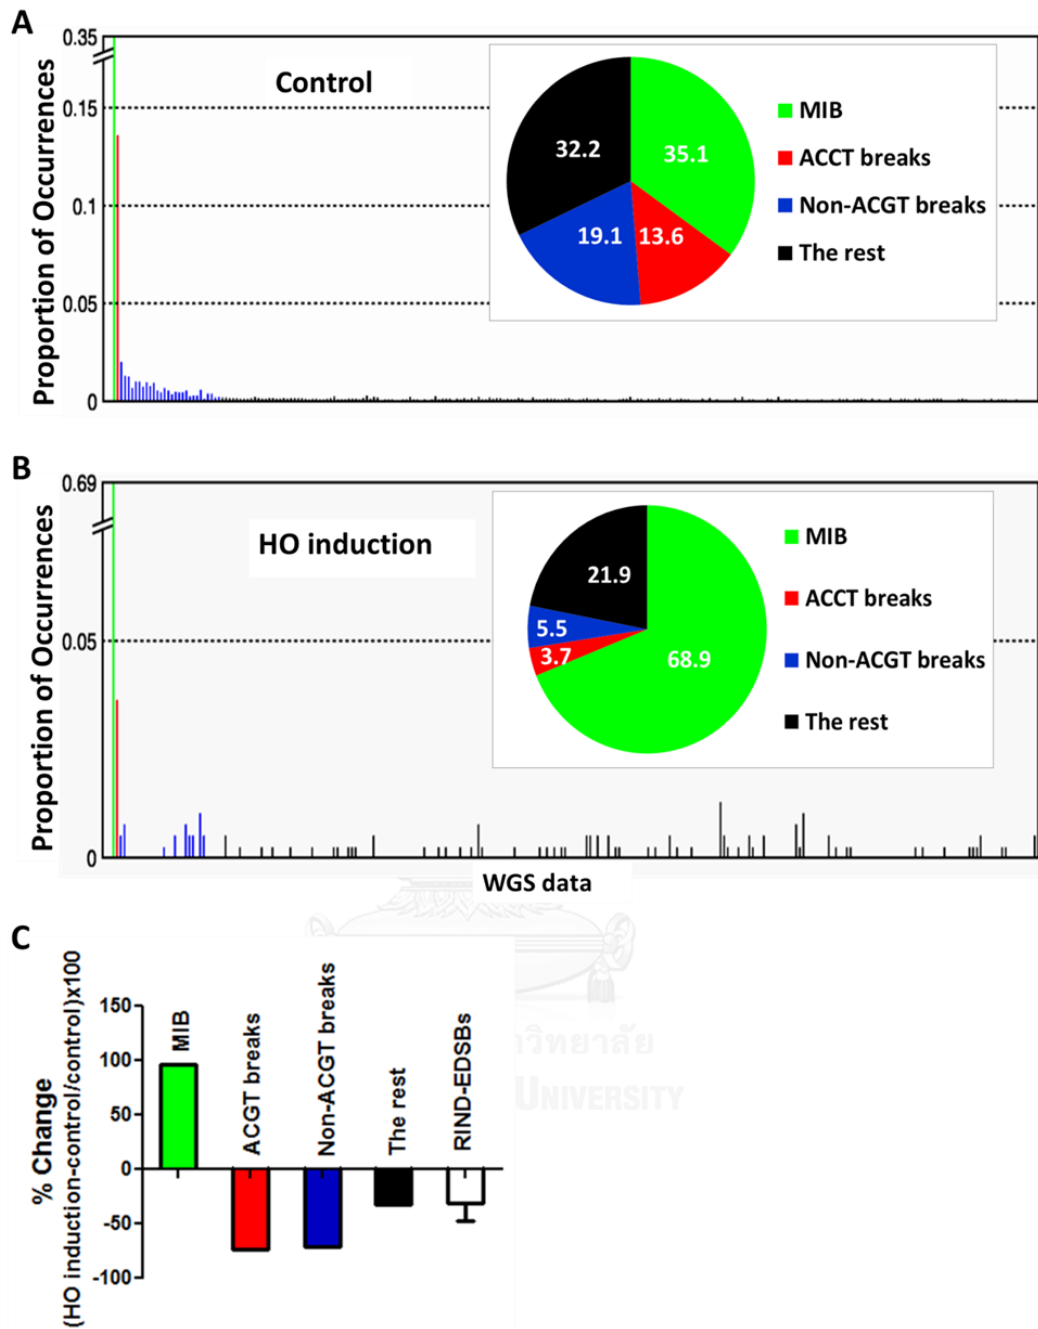 A
0.35
Proportion of Occurrences
0.15
0.1
0.05
0
Control
32.2
35.1
19.1
13.6
MIB
ACCT breaks
Non-ACGT breaks
The rest
B
0.69
Proportion of Occurrences
0.05
0
HO induction
21.9
5.5
3.7
68.9
MIB
ACCT breaks
Non-ACGT breaks
The rest
WGS data
C
% Change
(HO induction-control/control)x100
150
100
50
0
-50
-100
MIB
ACGT breaks
Non-ACGT breaks
The rest
RIND-EDSBs
UNIVERSITY